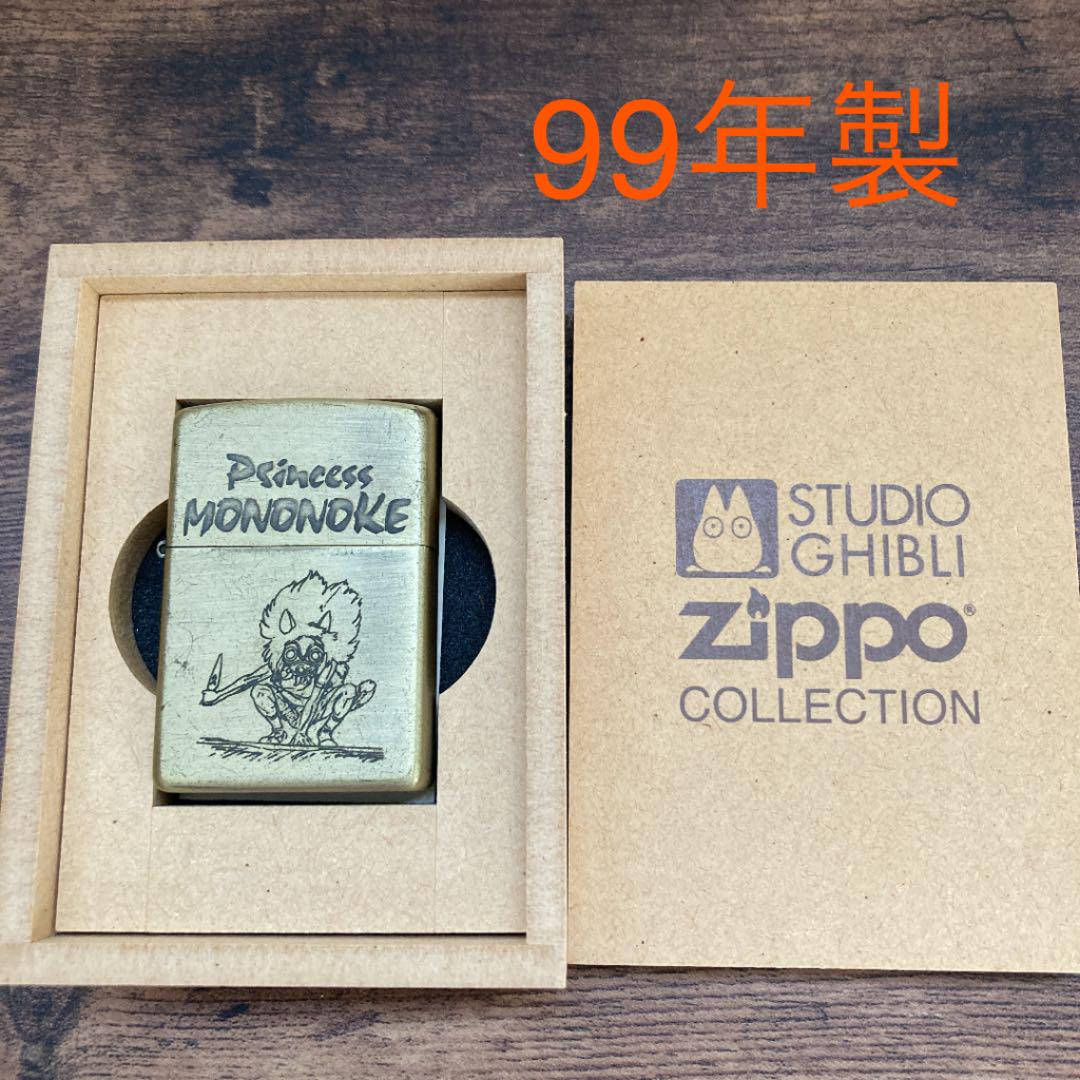 99年製
Princess
MONONOKE
STUDIO
GHIBLI
zippo®
COLLECTION